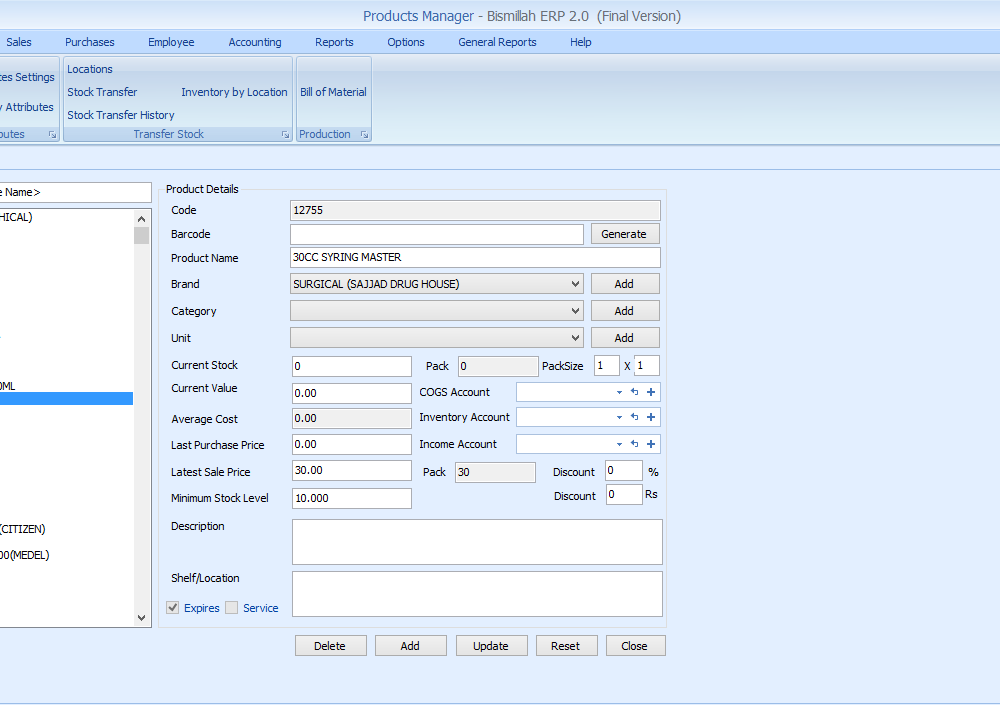 Products Manager - Bismillah ERP 2.0 (Final Version)
Sales Purchases Employee Accounting Reports Options General Reports Help
Settings Locations
Stock Transfer Inventory by Location Bill of Material
Attributes Stock Transfer History
Transfer Stock Production
Name> Product Details
Code 12755
Barcode Generate
Product Name 30CC SYRING MASTER
Brand SURGICAL (SAJJAD DRUG HOUSE) Add
Category Add
Unit Add
Current Stock 0 Pack 0 PackSize 1 X 1
Current Value 0.00 COGS Account
Average Cost 0.00 Inventory Account
Last Purchase Price 0.00 Income Account
Latest Sale Price 30.00 Pack 30 Discount 0 %
Minimum Stock Level 10.000 Discount 0 Rs
Description
(CITIZEN)
00(MEDEL)
Shelf/Location
Expires Service
Delete Add Update Reset Close